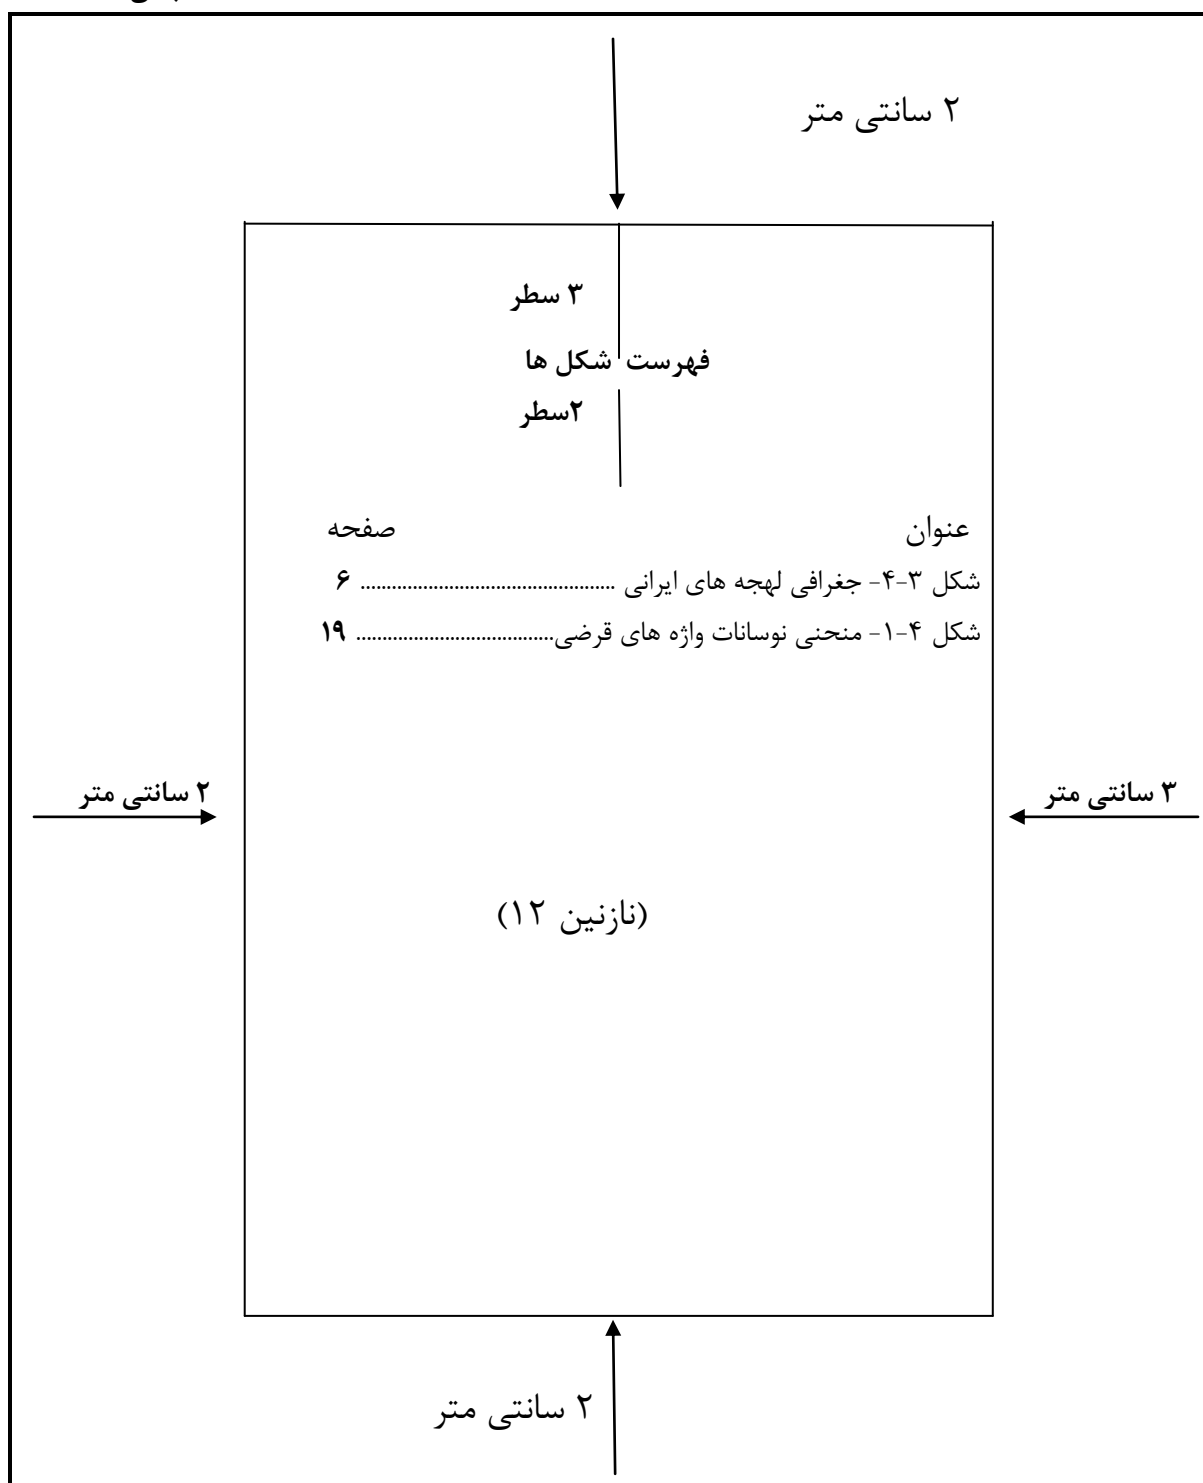 ۲ سانتی متر
۳ سطر
فهرست شکل ها
۲سطر
عنوان صفحه
شکل ۳-۴- جغرافی لهجه های ایرانی ................................................ ۶
شکل ۴-۱- منحنی نوسانات واژه های قرضی...................................... ۱۹
۳ سانتی متر
۲ سانتی متر
(نازنین ۱۲)
۲ سانتی متر